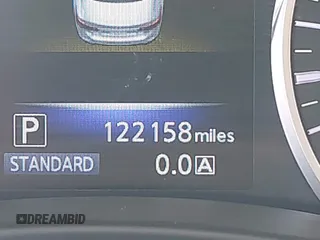 P 122158 miles
STANDARD 0.0 A
DREAMBID